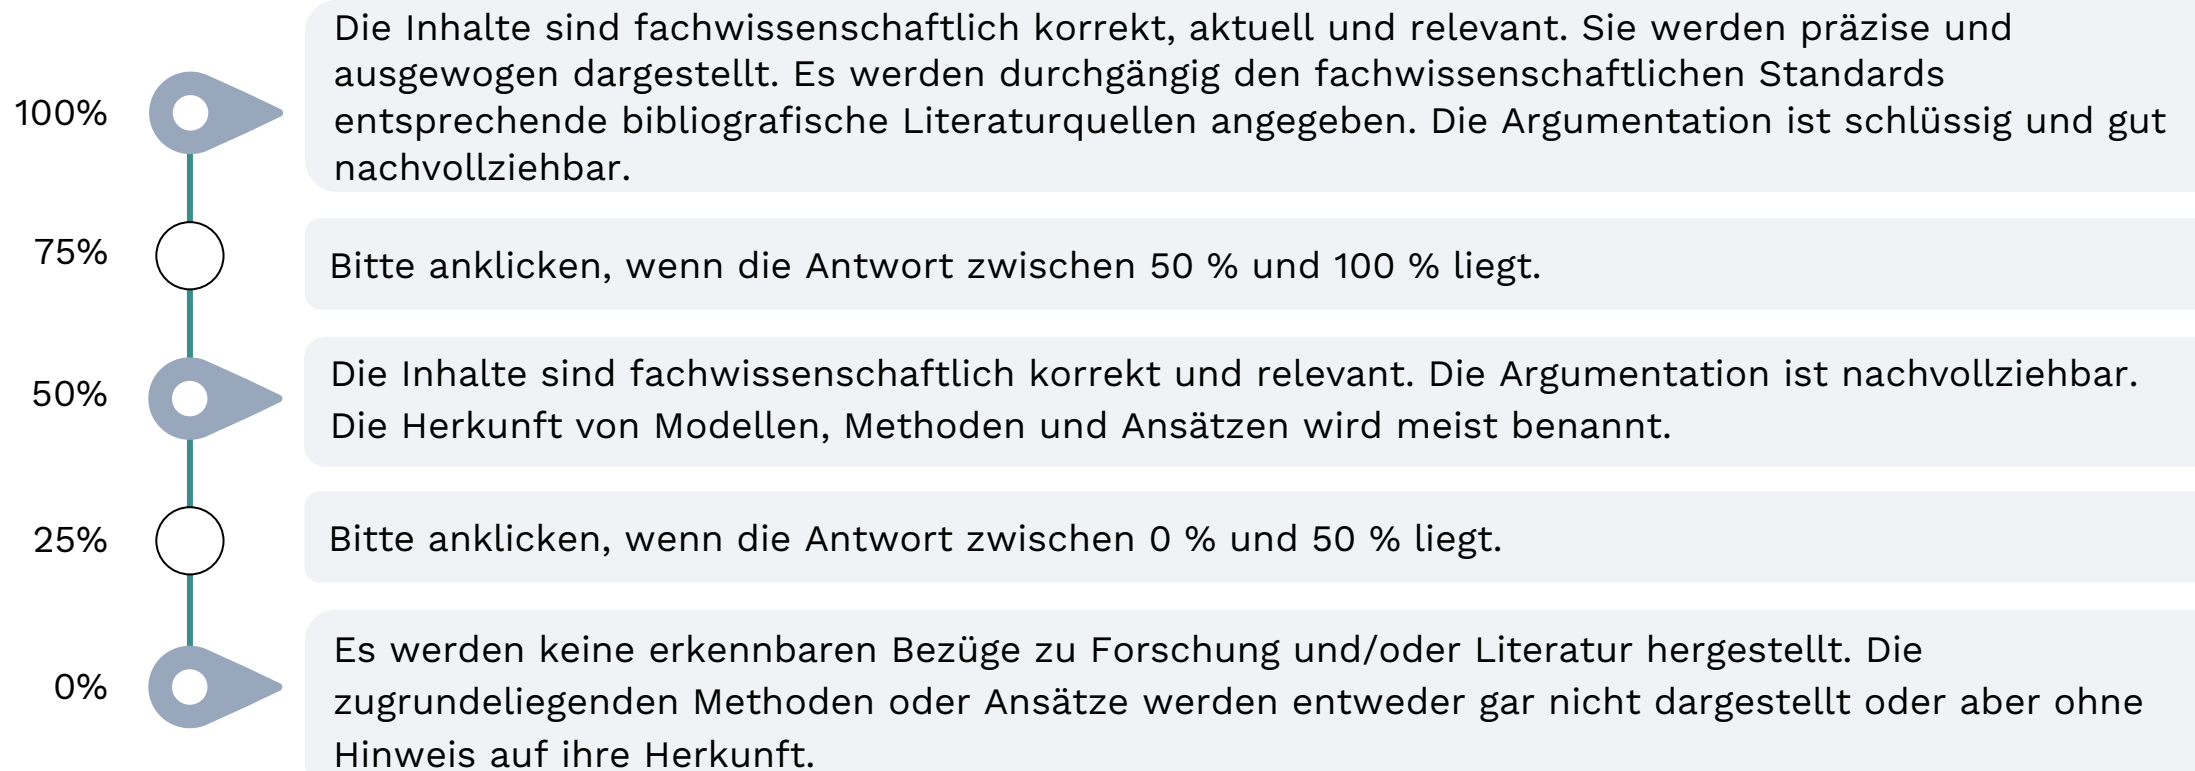 100%
Die Inhalte sind fachwissenschaftlich korrekt, aktuell und relevant. Sie werden präzise und
ausgewogen dargestellt. Es werden durchgängig den fachwissenschaftlichen Standards
entsprechende bibliografische Literaturquellen angegeben. Die Argumentation ist schlüssig und gut
nachvollziehbar.
75%
Bitte anklicken, wenn die Antwort zwischen 50 % und 100 % liegt.
50%
Die Inhalte sind fachwissenschaftlich korrekt und relevant. Die Argumentation ist nachvollziehbar.
Die Herkunft von Modellen, Methoden und Ansätzen wird meist benannt.
25%
Bitte anklicken, wenn die Antwort zwischen 0 % und 50 % liegt.
0%
Es werden keine erkennbaren Bezüge zu Forschung und/oder Literatur hergestellt. Die
zugrundeliegenden Methoden oder Ansätze werden entweder gar nicht dargestellt oder aber ohne
Hinweis auf ihre Herkunft.